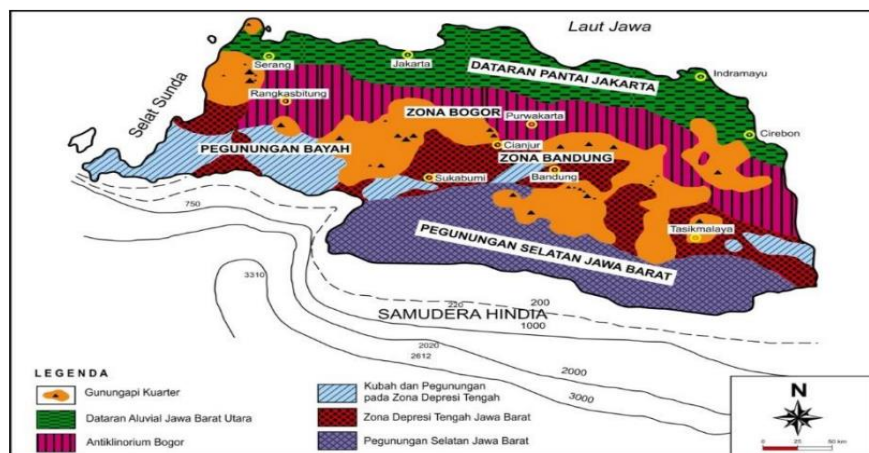 Laut Jawa
Serang
Jakarta
DATARAN PANTAI JAKARTA
Indramayu
Rangkasbitung
Selat Sunda
ZONA BOGOR
Purwakarta
Cirebon
PEGUNUNGAN BAYAH
Cianjur
ZONA BANDUNG
Sukabumi
Bandung
750
PEGUNUNGAN SELATAN JAWA BARAT
Tasikmalaya
3310
220
200
SAMUDERA HINDIA
1000
2020
2612
2000
3000
LEGENDA
Gunungapi Kuarter
Dataran Aluvial Jawa Barat Utara
Antiklinorium Bogor
Kubah dan Pegunungan
pada Zona Depresi Tengah
Zona Depresi Tengah Jawa Barat
Pegunungan Selatan Jawa Barat
N
0 25 50 km